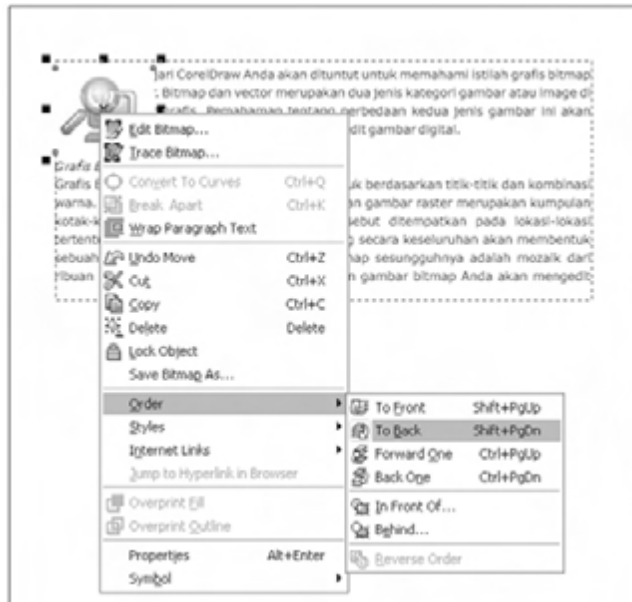 ari CorelDraw Anda akan dituntut untuk memahami istilah grafis bitmap
. Bitmap dan vector merupakan dua jenis kategori gambar atau image di
grafis. Pemahaman tentang perbedaan kedua jenis gambar ini akan
dit gambar digital.
Grafis
Grafis
uk berdasarkan titik-titik dan kombinasi
warna.
n gambar raster merupakan kumpulan
kotak-k
ebut ditempatkan pada lokasi-lokasi
tertent
g secara keseluruhan akan membentuk
sebuah
ap sesungguhnya adalah mozaik dari
ribuan
n gambar bitmap Anda akan mengedit
Edit Bitmap...
Trace Bitmap...
Convert To Curves Ctrl+Q
Break Apart Ctrl+K
Wrap Paragraph Text
Undo Move Ctrl+Z
Cut Ctrl+X
Copy Ctrl+C
Delete Delete
Lock Object
Save Bitmap As...
Order
Styles
Internet Links
Jump to Hyperlink in Browser
Overprint Fill
Overprint Outline
Properties Alt+Enter
Symbol
To Front Shift+PgUp
To Back Shift+PgDn
Forward One Ctrl+PgUp
Back One Ctrl+PgDn
In Front Of...
Behind...
Reverse Order